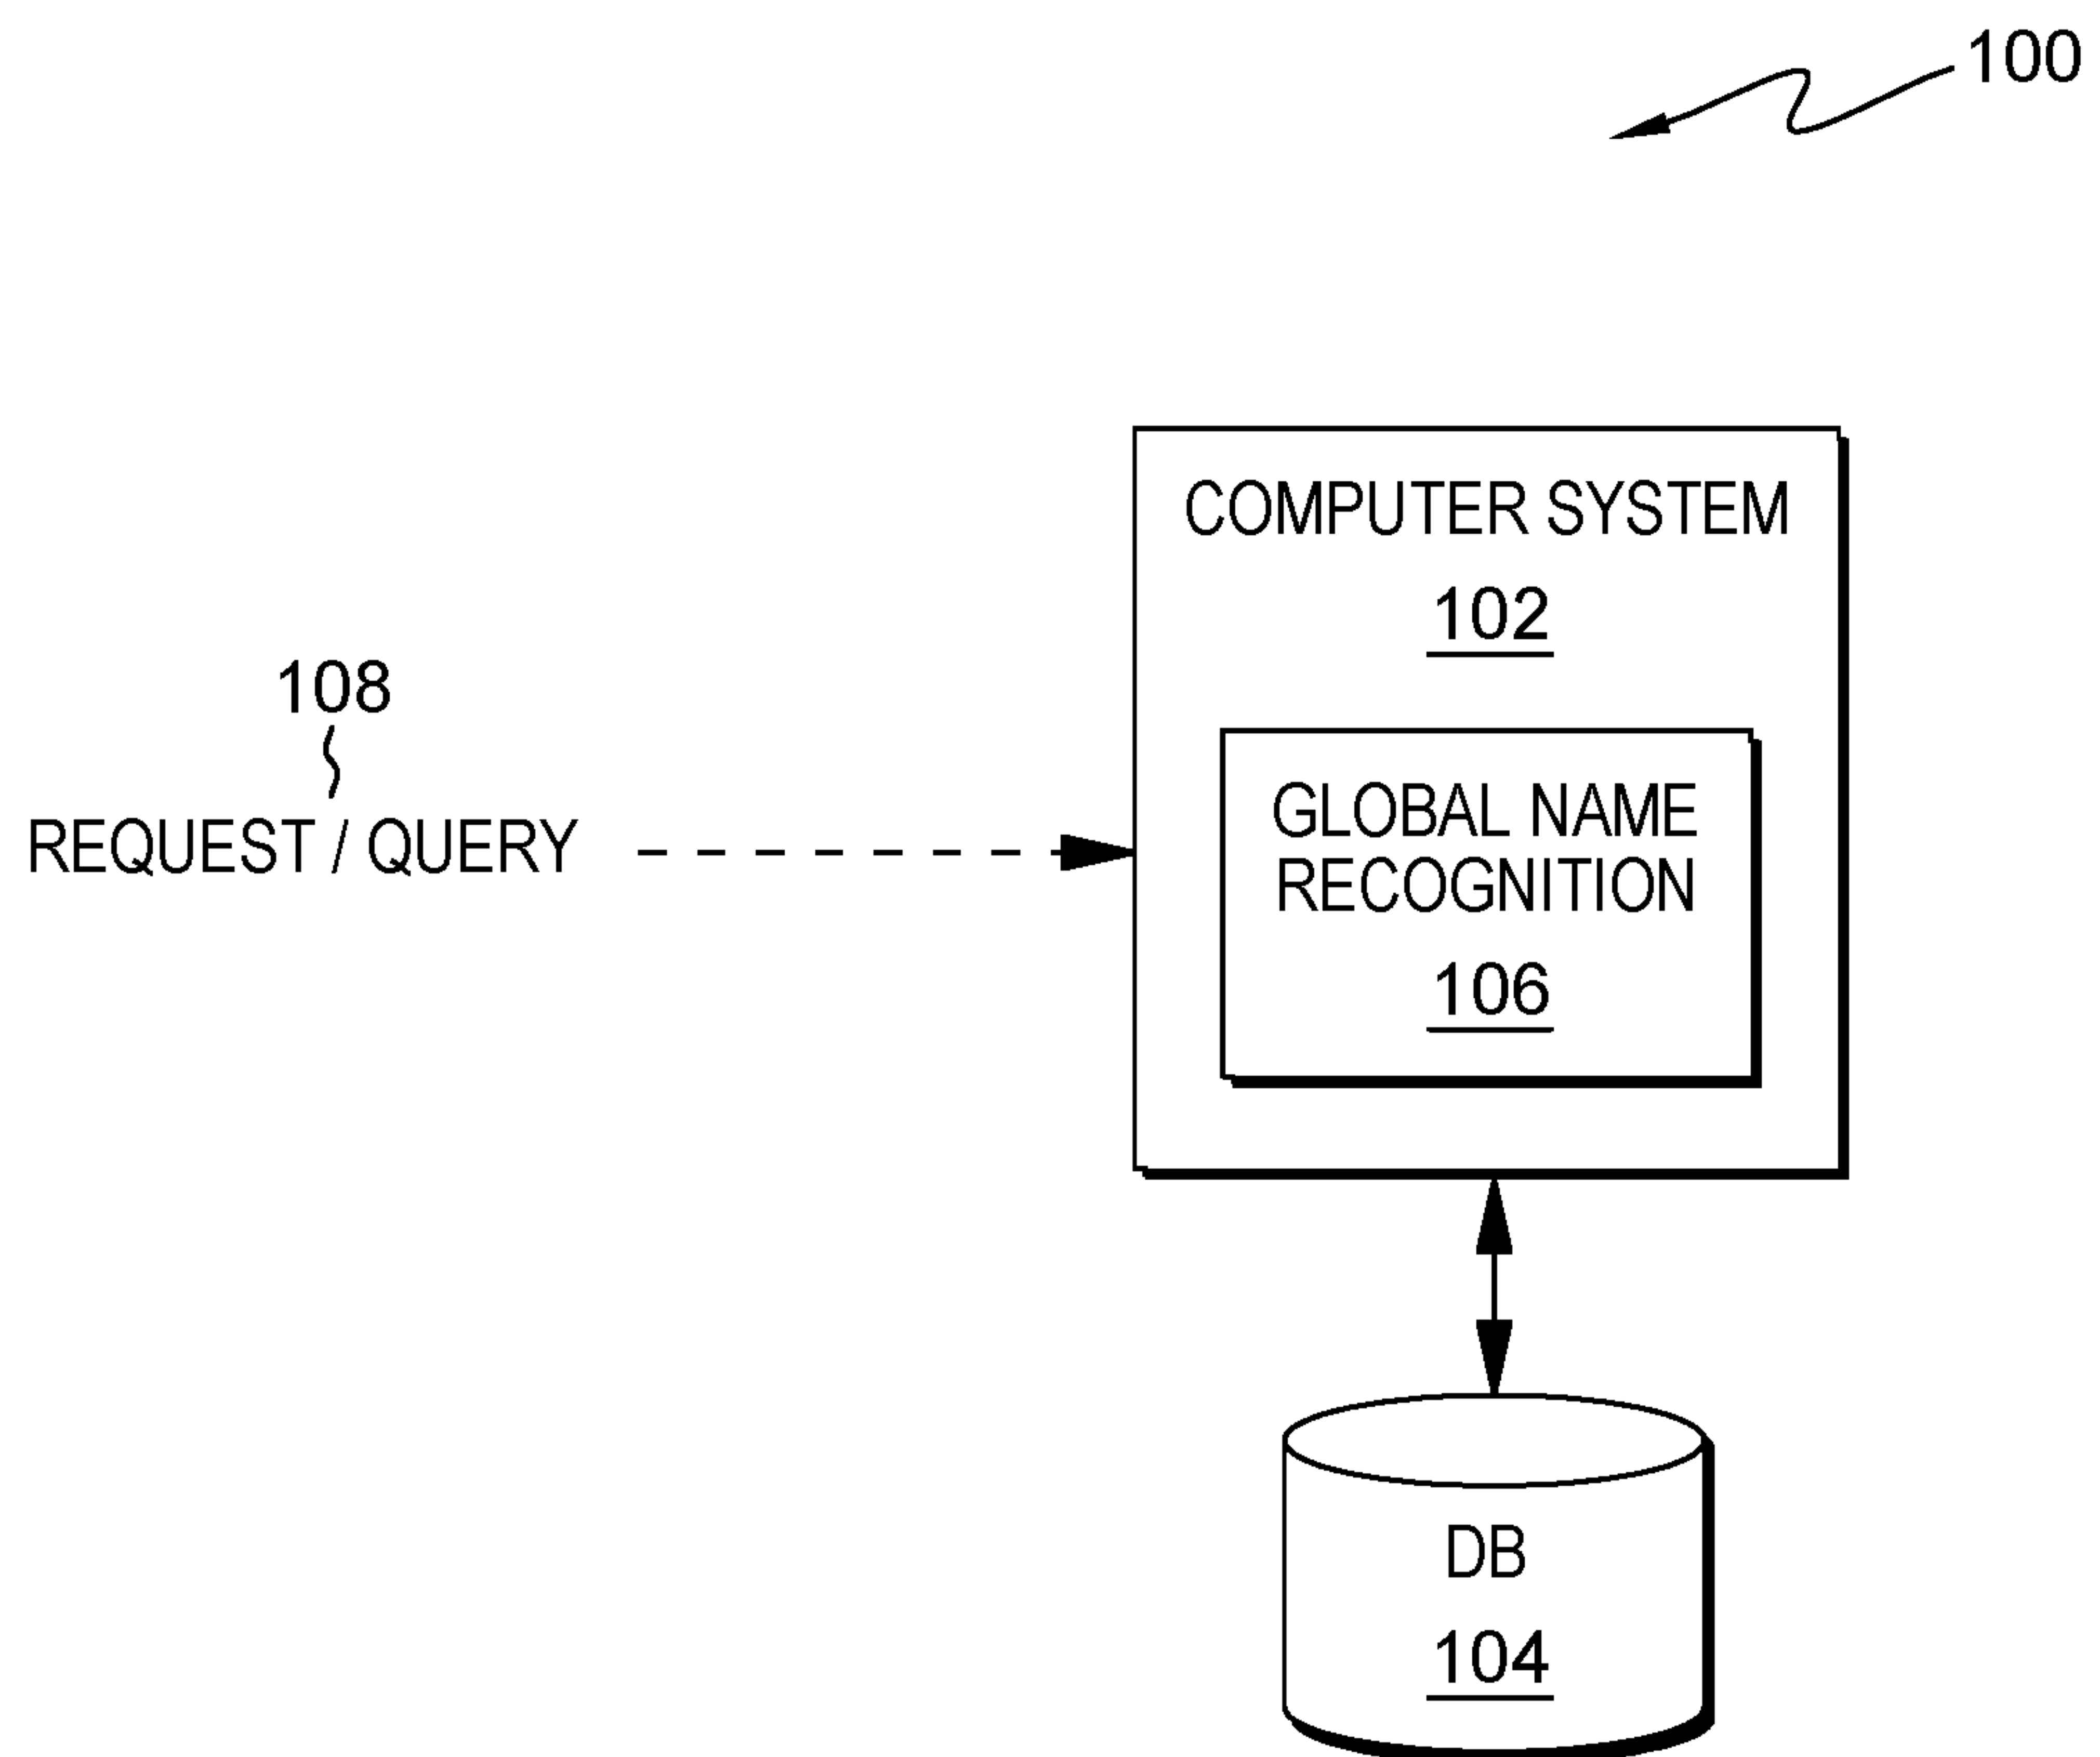 100
COMPUTER SYSTEM
102
108
REQUEST / QUERY
GLOBAL NAME
RECOGNITION
106
DB
104